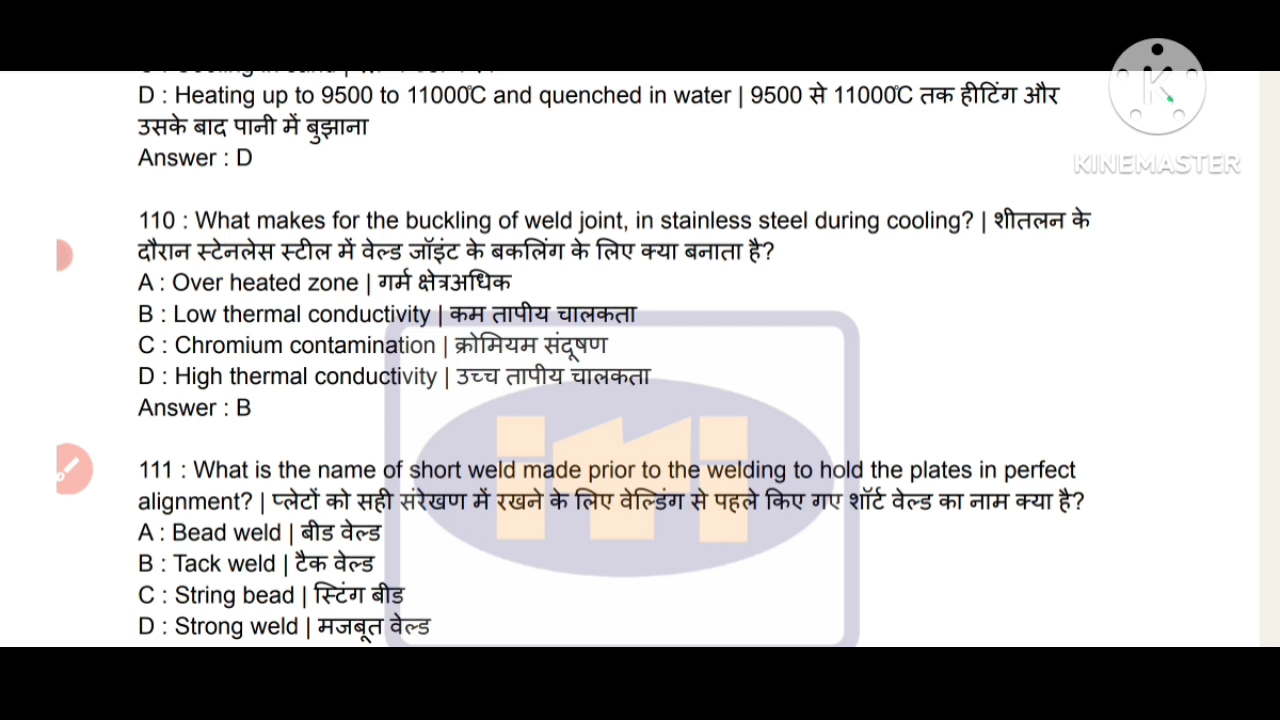 D : Heating up to 9500 to 11000℃ and quenched in water | 9500 से 11000℃ तक हीटिंग और
उसके बाद पानी में बुझाना
Answer : D
KINEMASTER
110 : What makes for the buckling of weld joint, in stainless steel during cooling? | शीतलन के
दौरान स्टेनलेस स्टील में वेल्ड जॉइंट के बकलिंग के लिए क्या बनाता है?
A : Over heated zone | गर्म क्षेत्रअधिक
B : Low thermal conductivity | कम तापीय चालकता
C : Chromium contamination | क्रोमियम संदूषण
D : High thermal conductivity | उच्च तापीय चालकता
Answer : B
111 : What is the name of short weld made prior to the welding to hold the plates in perfect
alignment? | प्लेटों को सही संरेखण में रखने के लिए वेल्डिंग से पहले किए गए शॉर्ट वेल्ड का नाम क्या है?
A : Bead weld | बीड वेल्ड
B : Tack weld | टैक वेल्ड
C : String bead | स्टिंग बीड
D : Strong weld | मजबूत वेल्ड